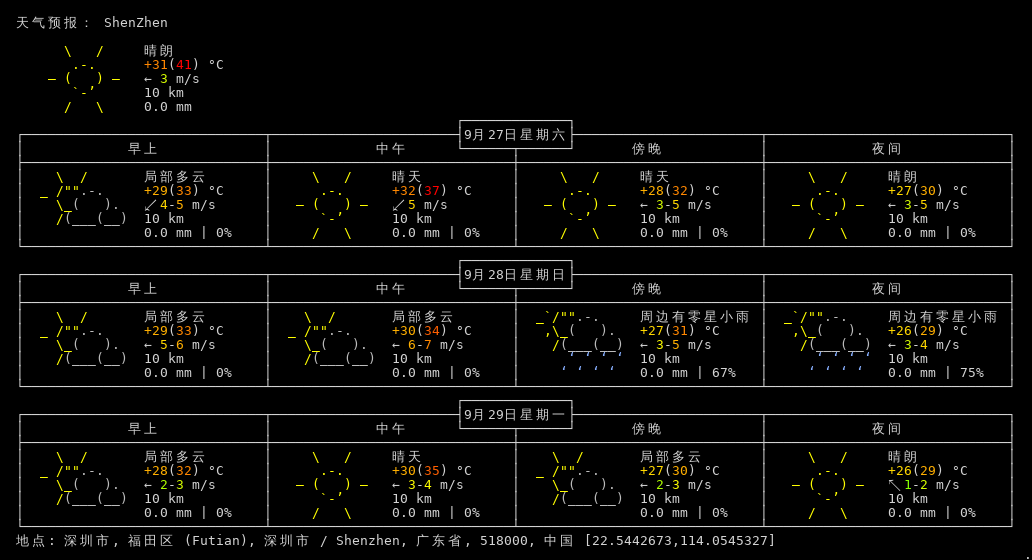 天气预报： ShenZhen
晴朗
+31(41) °C
← 3 m/s
10 km
0.0 mm
9月27日星期六
早上 中午 傍晚 夜间
局部多云 晴天 晴天 晴朗
+29(33) °C +32(37) °C +28(32) °C +27(30) °C
↙ 4-5 m/s ↙ 5 m/s ← 3-5 m/s ← 3-5 m/s
10 km 10 km 10 km 10 km
0.0 mm | 0% 0.0 mm | 0% 0.0 mm | 0% 0.0 mm | 0%
9月28日星期日
早上 中午 傍晚 夜间
局部多云 局部多云 周边有零星小雨 周边有零星小雨
+29(33) °C +30(34) °C +27(31) °C +26(29) °C
← 5-6 m/s ← 6-7 m/s ← 3-5 m/s ← 3-4 m/s
10 km 10 km 10 km 10 km
0.0 mm | 0% 0.0 mm | 0% 0.0 mm | 67% 0.0 mm | 75%
9月29日星期一
早上 中午 傍晚 夜间
局部多云 晴天 局部多云 晴朗
+28(32) °C +30(35) °C +27(30) °C +26(29) °C
← 2-3 m/s ← 3-4 m/s ← 2-3 m/s ↖ 1-2 m/s
10 km 10 km 10 km 10 km
0.0 mm | 0% 0.0 mm | 0% 0.0 mm | 0% 0.0 mm | 0%
地点: 深圳市, 福田区 (Futian), 深圳市 / Shenzhen, 广东省, 518000, 中国 [22.5442673,114.0545327]